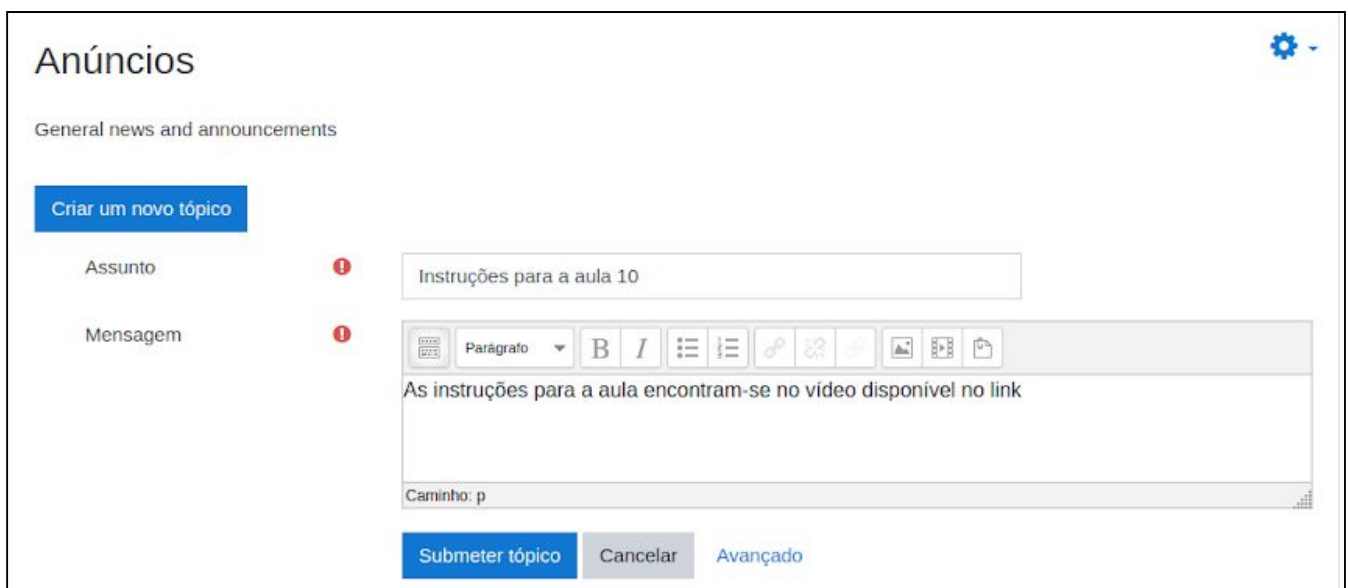 Anúncios
General news and announcements
Criar um novo tópico
Assunto
Instruções para a aula 10
Mensagem
Parágrafo B I
As instruções para a aula encontram-se no vídeo disponível no link
Caminho: p
Submeter tópico Cancelar Avançado